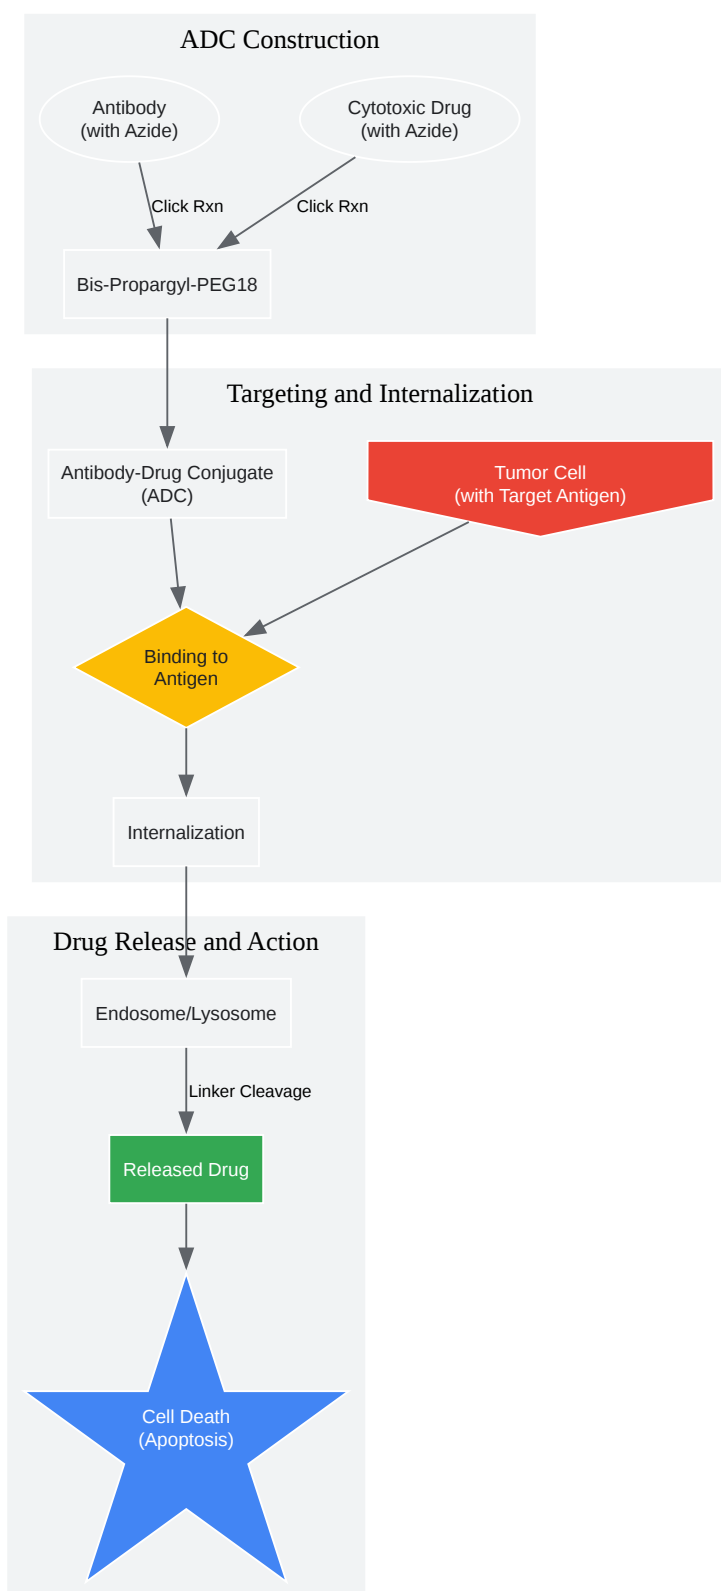 ADC Construction
Antibody
(with Azide)
Cytotoxic Drug
(with Azide)
Click Rxn
Click Rxn
Bis-Propargyl-PEG18
Targeting and Internalization
Antibody-Drug Conjugate
(ADC)
Tumor Cell
(with Target Antigen)
Binding to
Antigen
Internalization
Drug Release and Action
Endosome/Lysosome
Linker Cleavage
Released Drug
Cell Death
(Apoptosis)